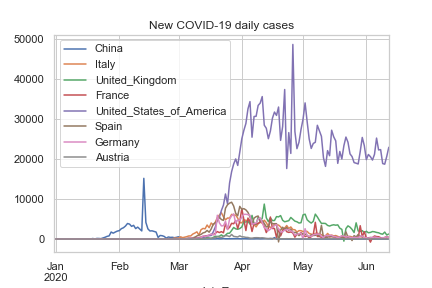 New COVID-19 daily cases
50000
40000
30000
20000
10000
0
China
Italy
United_Kingdom
France
United_States_of_America
Spain
Germany
Austria
Jan Feb Mar Apr May Jun
2020